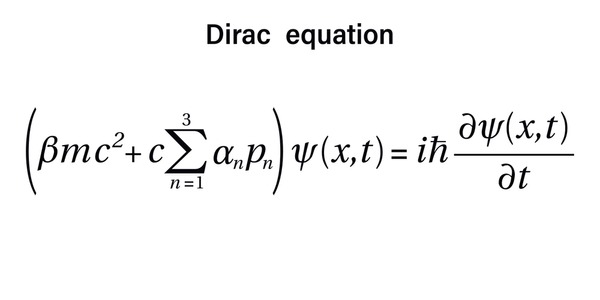 Dirac equation
(βmc² + c∑ₙ₌₁³ αₙpₙ) ψ(x,t) = iℏ ∂ψ(x,t)/∂t